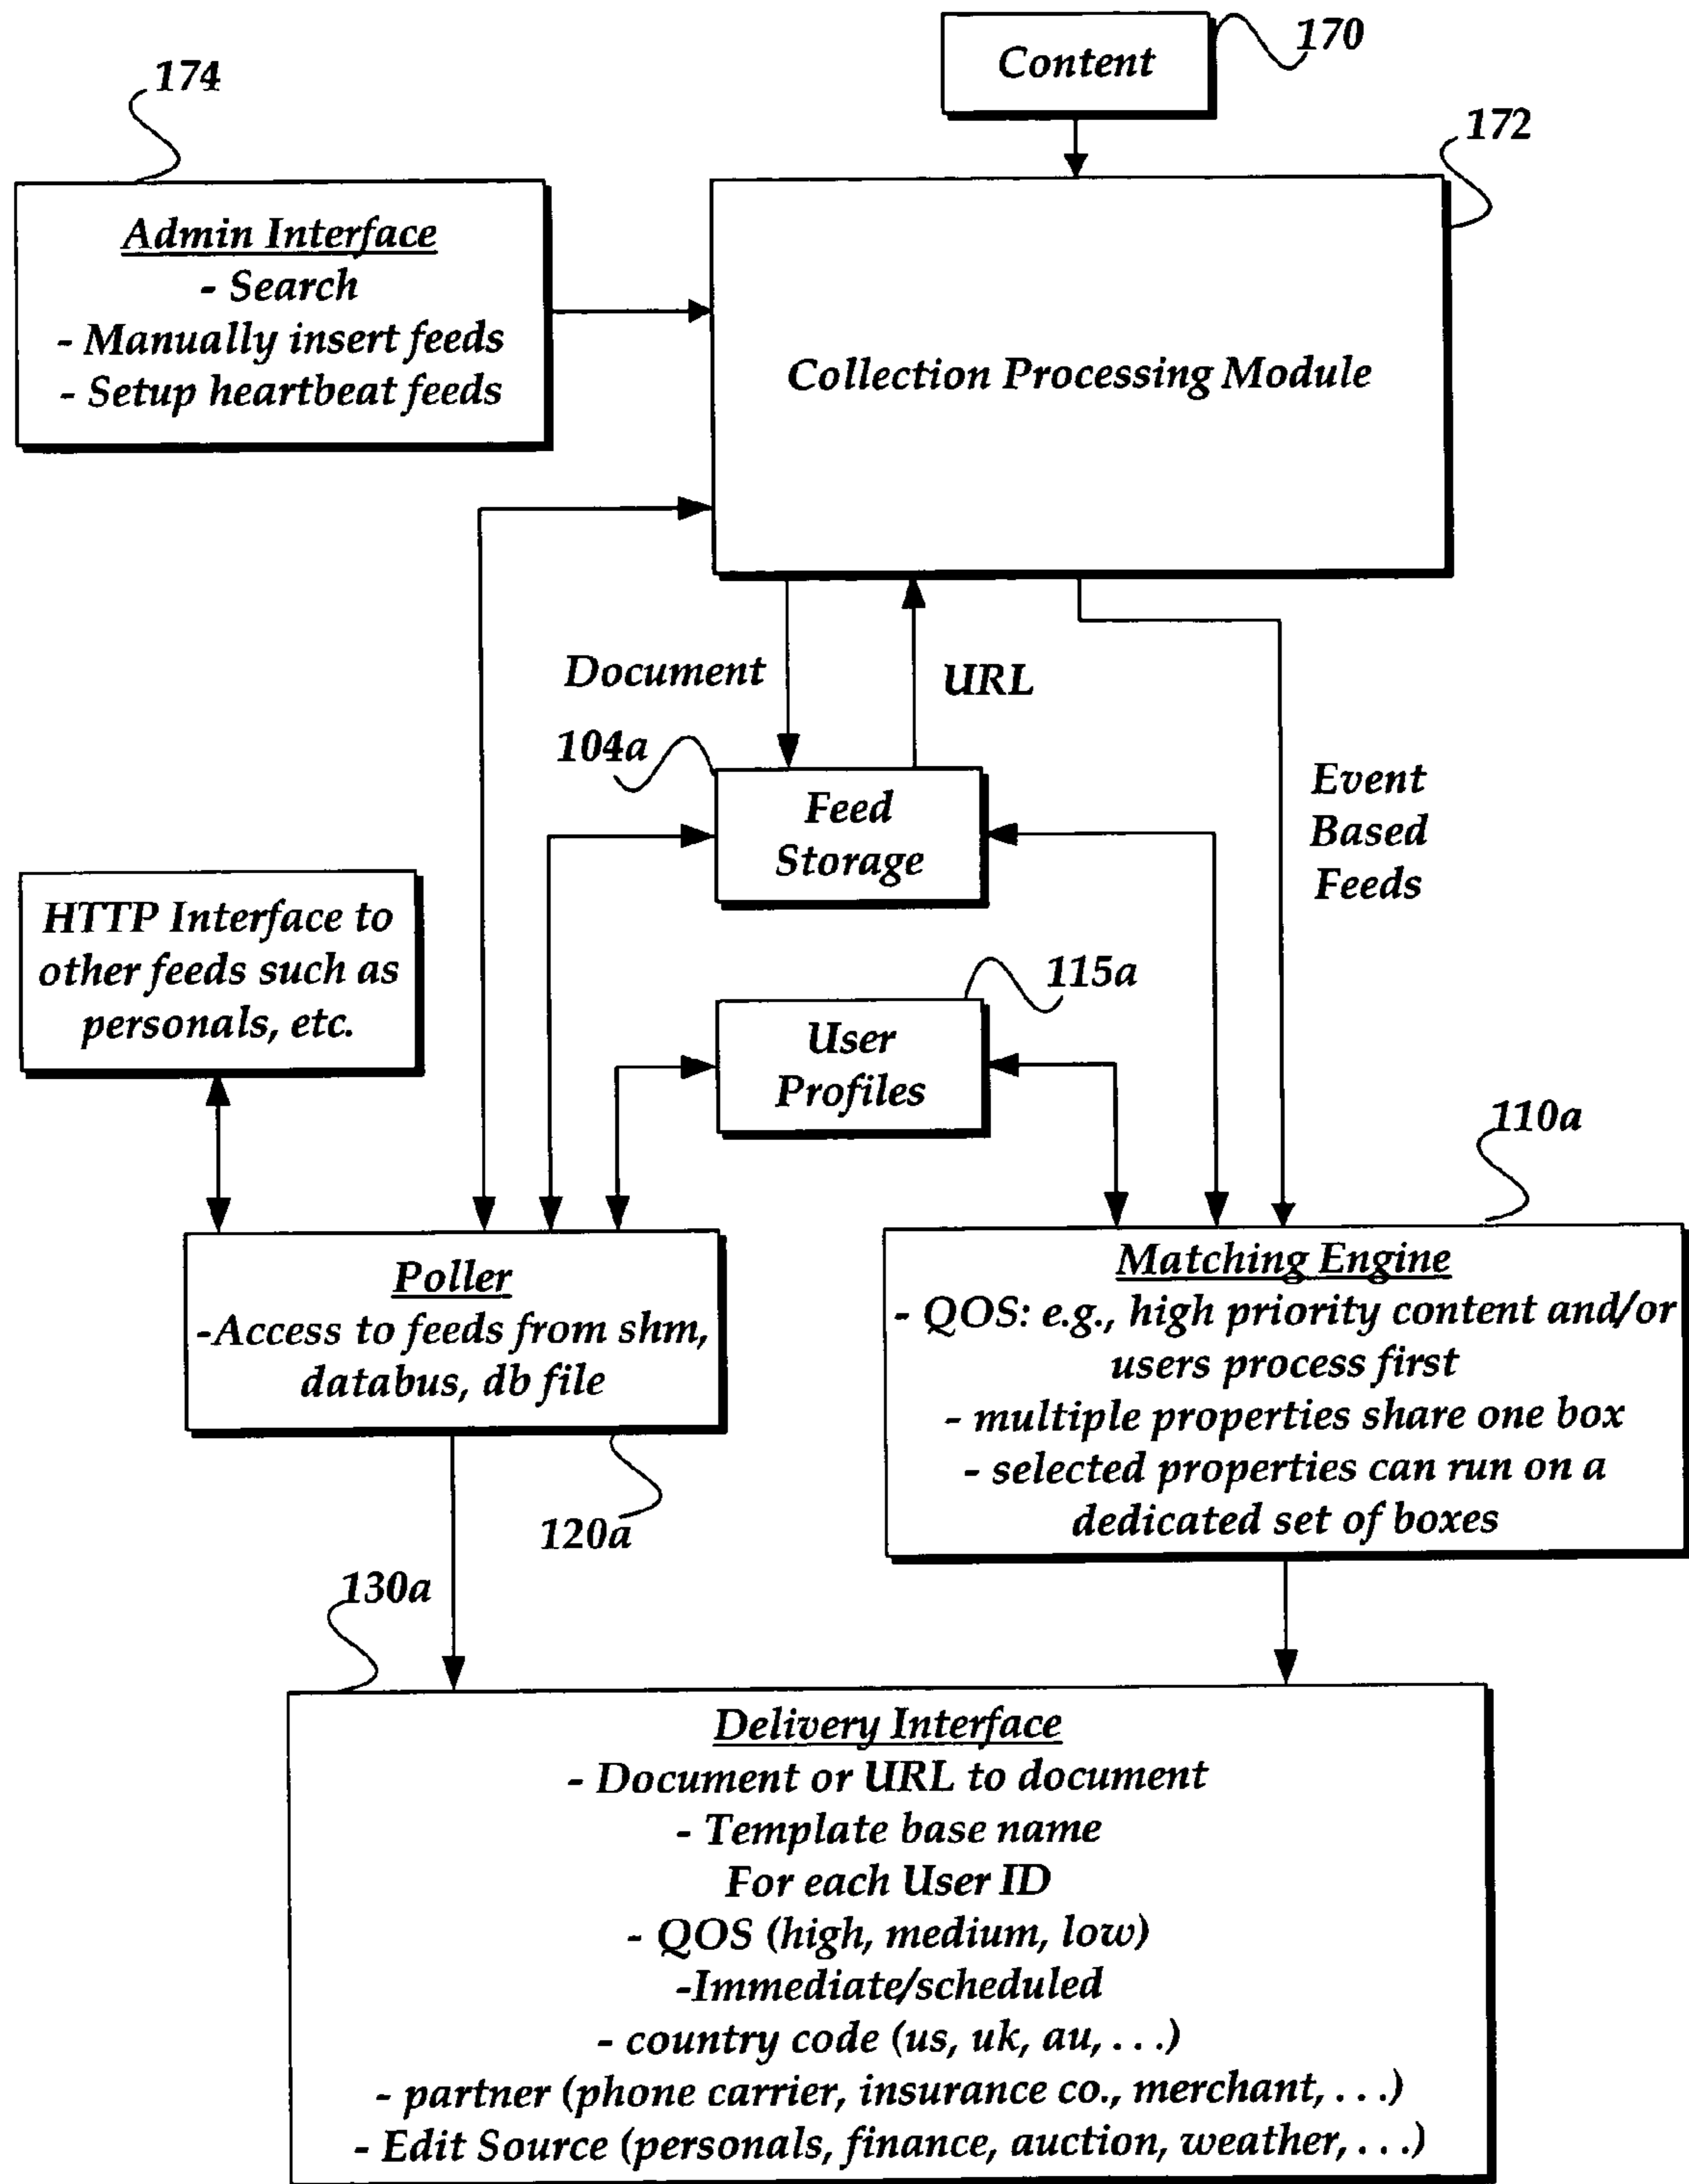 170
Content
174
172
Admin Interface
- Search
- Manually insert feeds
- Setup heartbeat feeds
Collection Processing Module
Document
URL
104a
Feed
Storage
Event
Based
Feeds
HTTP Interface to
other feeds such as
personals, etc.
115a
User
Profiles
110a
Poller
-Access to feeds from shm,
databus, db file
120a
Matching Engine
- QOS: e.g., high priority content and/or
users process first
- multiple properties share one box
- selected properties can run on a
dedicated set of boxes
130a
Delivery Interface
- Document or URL to document
- Template base name
For each User ID
- QOS (high, medium, low)
-Immediate/scheduled
- country code (us, uk, au, . . .)
- partner (phone carrier, insurance co., merchant, . . .)
- Edit Source (personals, finance, auction, weather, . . .)